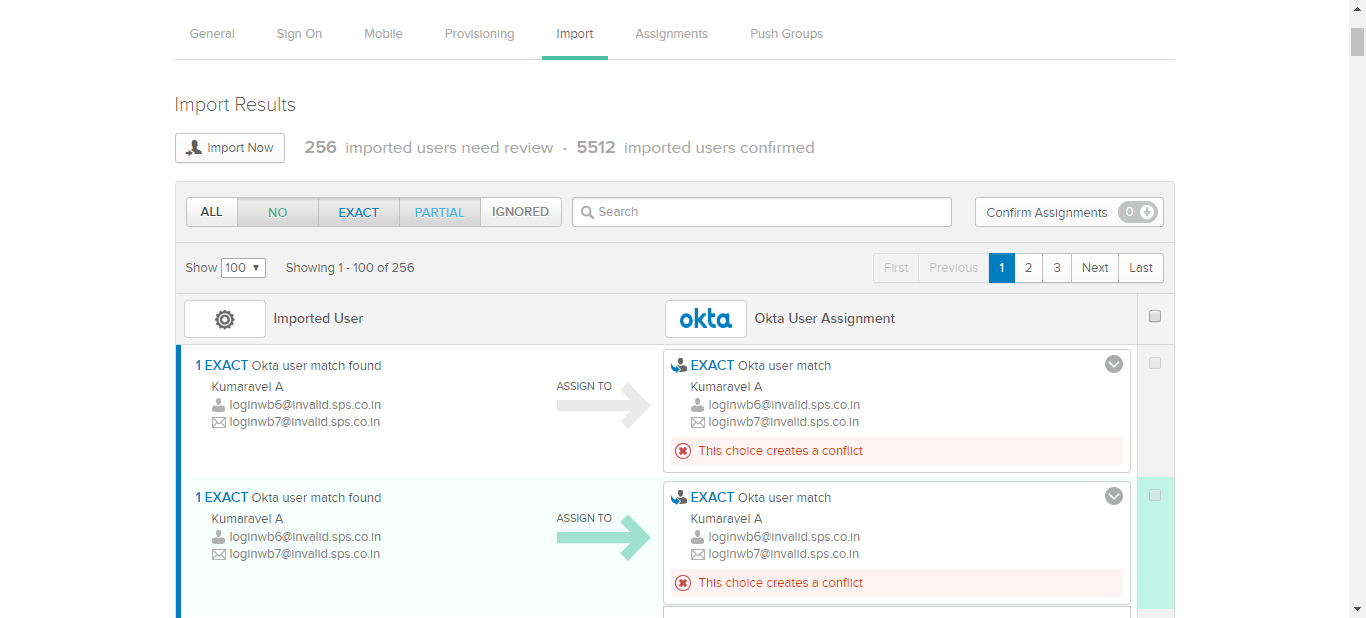 General Sign On Mobile Provisioning Import Assignments Push Groups
Import Results
Import Now 256 imported users need review - 5512 imported users confirmed
ALL NO EXACT PARTIAL IGNORED Search Confirm Assignments 0
Show 100 Showing 1 - 100 of 256 First Previous 1 2 3 Next Last
Imported User okta Okta User Assignment
1 EXACT Okta user match found
Kumaravel A
loginwb6@invalid.sps.co.in
loginwb7@invalid.sps.co.in
ASSIGN TO
EXACT Okta user match
Kumaravel A
loginwb6@invalid.sps.co.in
loginwb7@invalid.sps.co.in
This choice creates a conflict
1 EXACT Okta user match found
Kumaravel A
loginwb6@invalid.sps.co.in
loginwb7@invalid.sps.co.in
ASSIGN TO
EXACT Okta user match
Kumaravel A
loginwb6@invalid.sps.co.in
loginwb7@invalid.sps.co.in
This choice creates a conflict